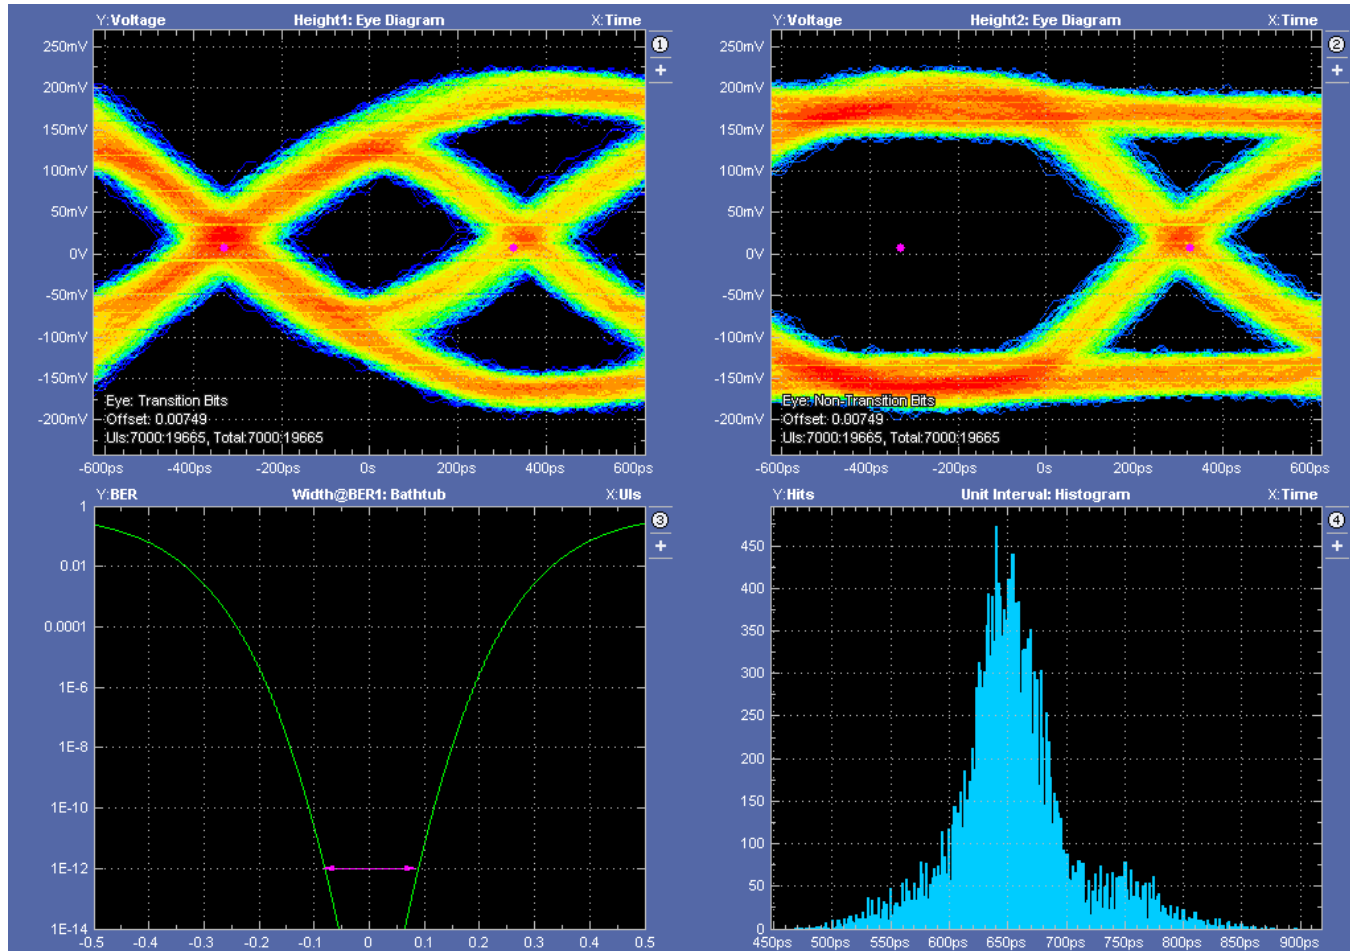 Y:Voltage Height1: Eye Diagram X:Time
250mV
200mV
150mV
100mV
50mV
0V
-50mV
-100mV
-150mV
-200mV
Eye: Transition Bits
Offset: 0.00749
UIs:7000:19665, Total:7000:19665
-600ps -400ps -200ps 0s 200ps 400ps 600ps
1
+
Y:Voltage Height2: Eye Diagram X:Time
250mV
200mV
150mV
100mV
50mV
0V
-50mV
-100mV
-150mV
-200mV
Eye: Non-Transition Bits
Offset: 0.00749
UIs:7000:19665, Total:7000:19665
-600ps -400ps -200ps 0s 200ps 400ps 600ps
2
+
Y:BER Width@BER1: Bathtub X:UIs
1
0.01
0.0001
1E-6
1E-8
1E-10
1E-12
1E-14
-0.5 -0.4 -0.3 -0.2 -0.1 0 0.1 0.2 0.3 0.4 0.5
3
+
Y:Hits Unit Interval: Histogram X:Time
450
400
350
300
250
200
150
100
50
0
450ps 500ps 550ps 600ps 650ps 700ps 750ps 800ps 850ps 900ps
4
+